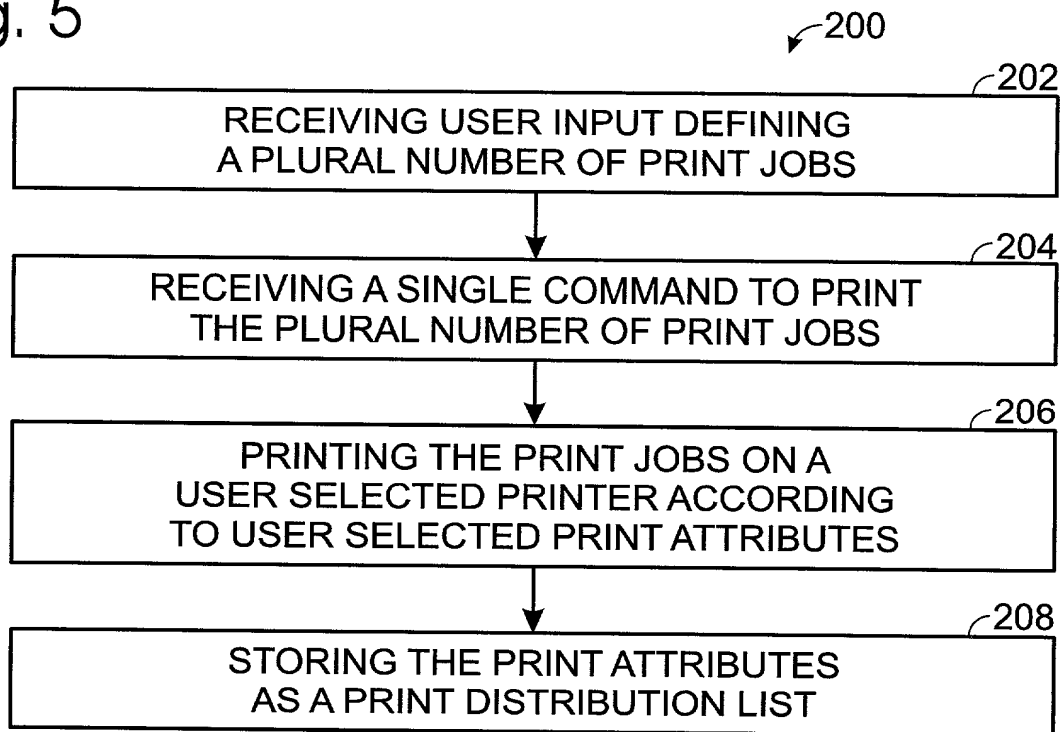 g. 5
200
202
RECEIVING USER INPUT DEFINING
A PLURAL NUMBER OF PRINT JOBS
204
RECEIVING A SINGLE COMMAND TO PRINT
THE PLURAL NUMBER OF PRINT JOBS
206
PRINTING THE PRINT JOBS ON A
USER SELECTED PRINTER ACCORDING
TO USER SELECTED PRINT ATTRIBUTES
208
STORING THE PRINT ATTRIBUTES
AS A PRINT DISTRIBUTION LIST